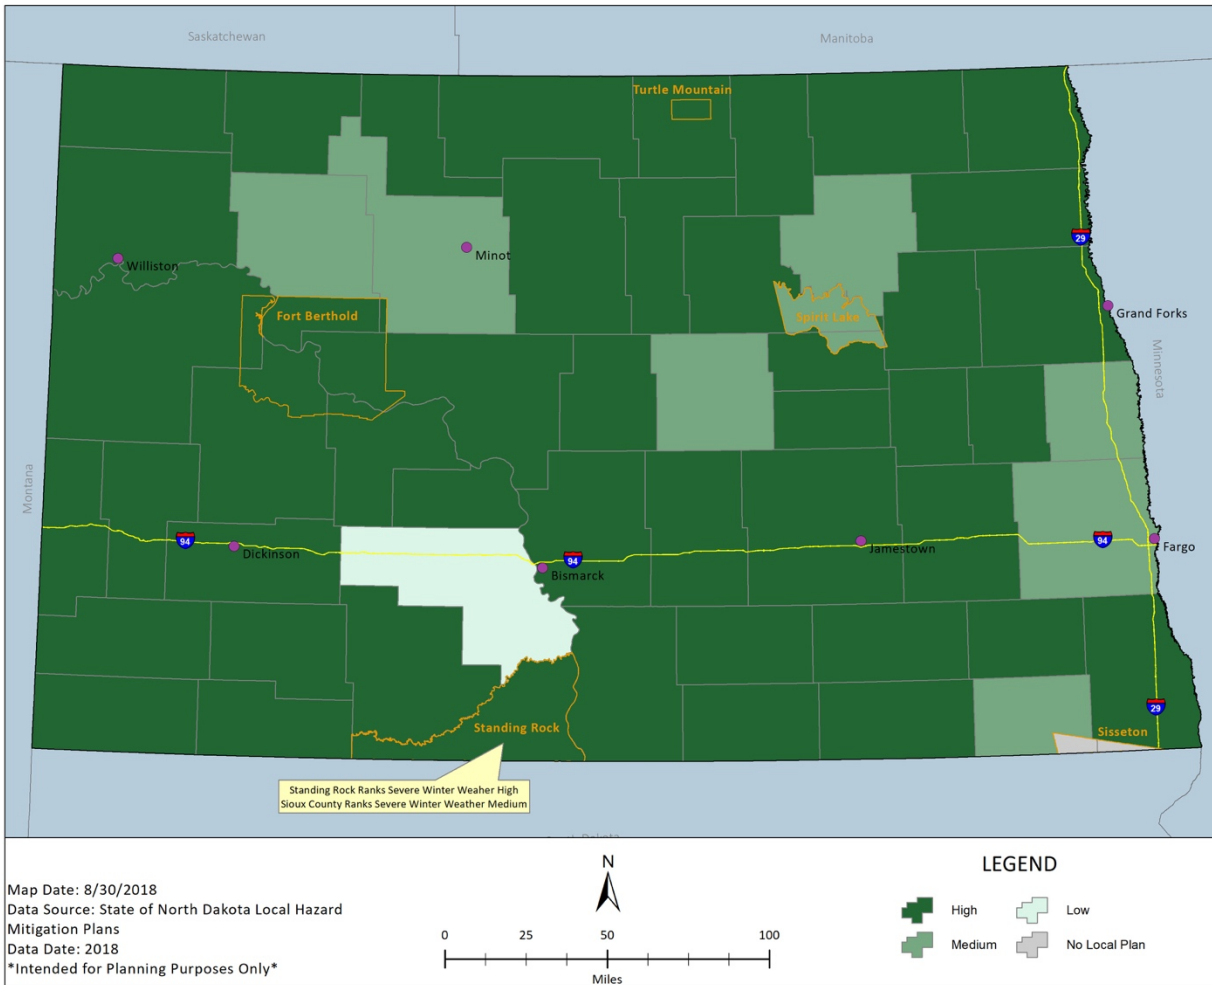 Saskatchewan
Manitoba
Turtle Mountain
29
Williston
Minot
Fort Berthold
Spirit Lake
Grand Forks
Minnesota
Montana
94
Dickinson
94
Bismarck
Jamestown
94
Fargo
Standing Rock
29
Sisseton
Standing Rock Ranks Severe Winter Weaher High
Sioux County Ranks Severe Winter Weather Medium
Map Date: 8/30/2018
Data Source: State of North Dakota Local Hazard
Mitigation Plans
Data Date: 2018
*Intended for Planning Purposes Only*
N
0 25 50 100
Miles
LEGEND
High
Low
Medium
No Local Plan